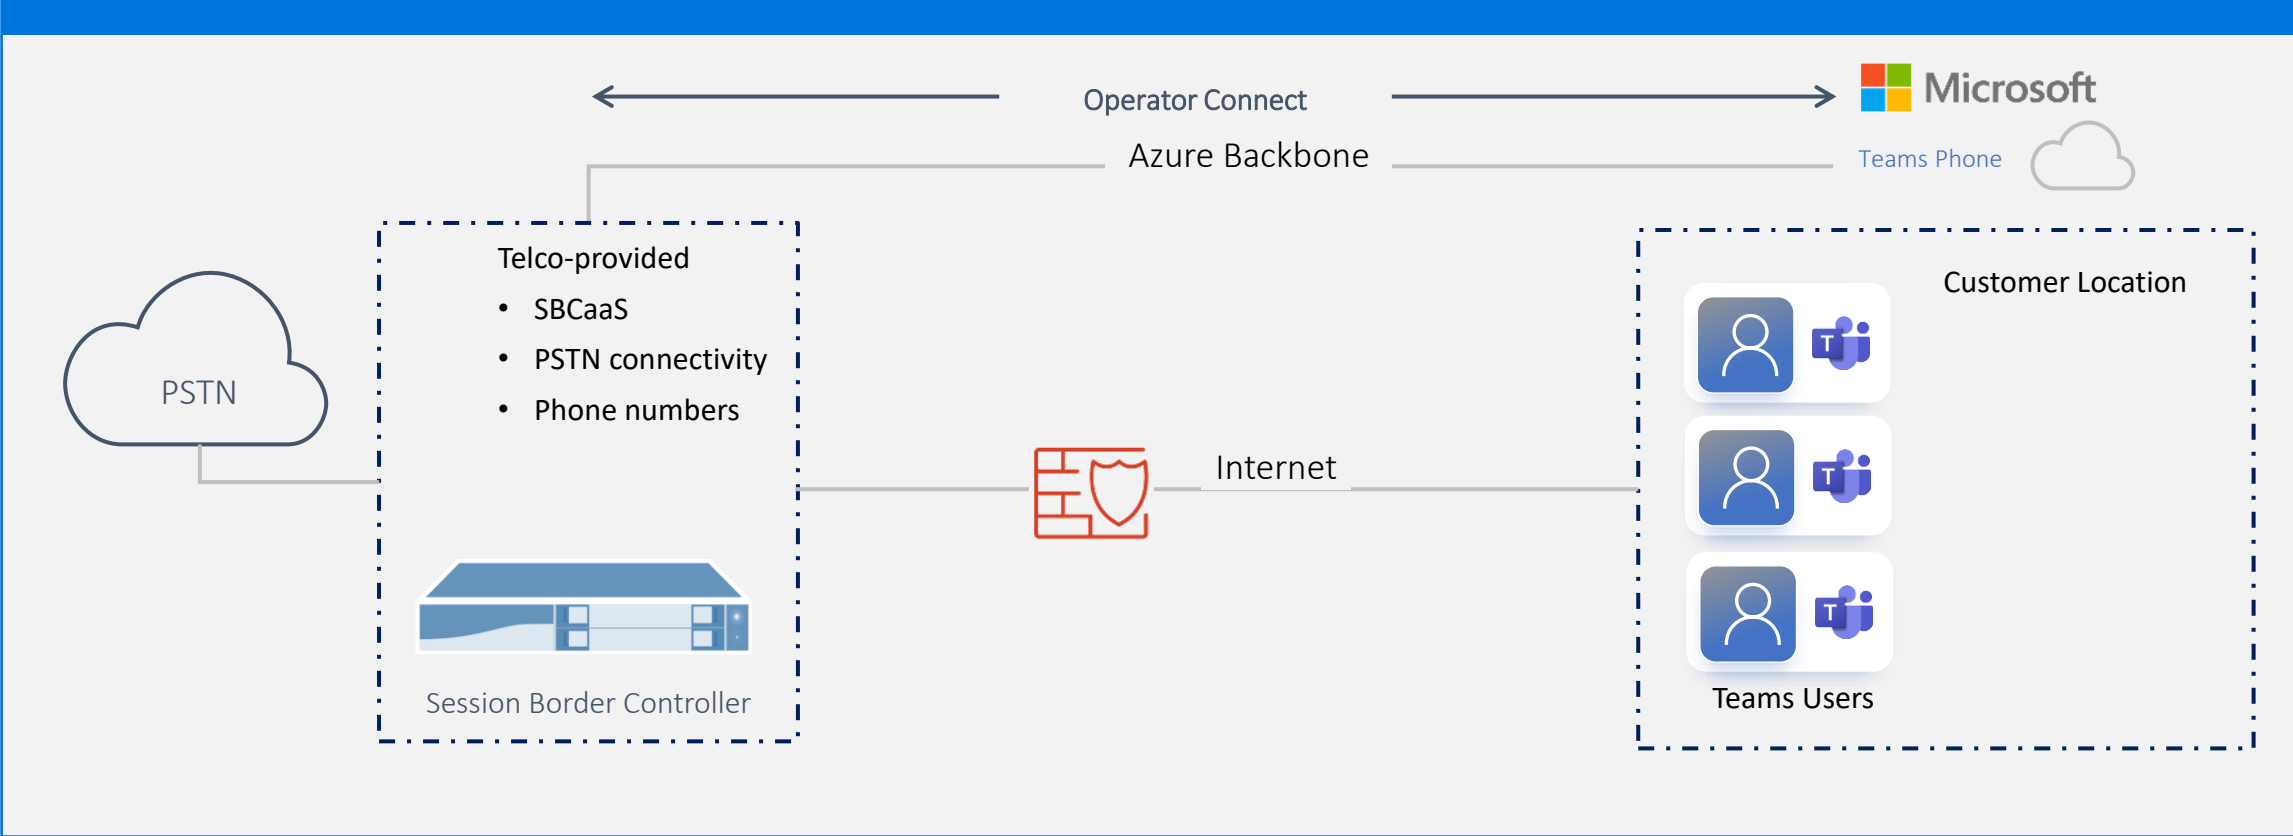 Operator Connect
Microsoft
Azure Backbone
Teams Phone
Telco-provided
• SBCaaS
• PSTN connectivity
• Phone numbers
Customer Location
PSTN
Internet
T
T
T
Session Border Controller
Teams Users